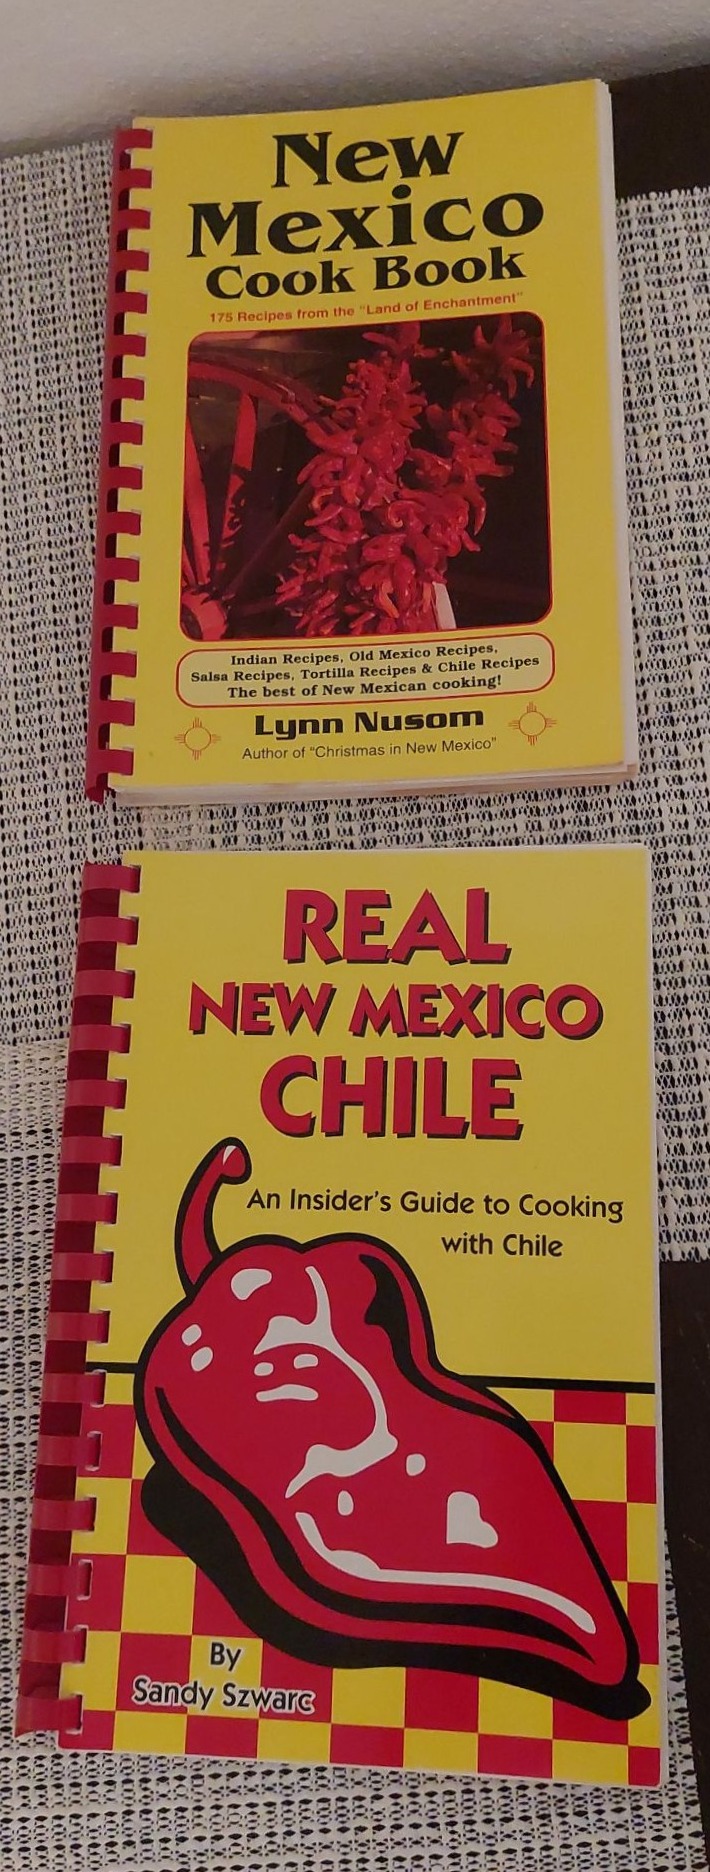 New
Mexico
Cook Book
175 Recipes from the "Land of Enchantment"
Indian Recipes, Old Mexico Recipes,
Salsa Recipes, Tortilla Recipes & Chile Recipes
The best of New Mexican cooking!
Lynn Nusom
Author of "Christmas in New Mexico"
REAL
NEW MEXICO
CHILE
An Insider's Guide to Cooking
with Chile
By
Sandy Szwarc